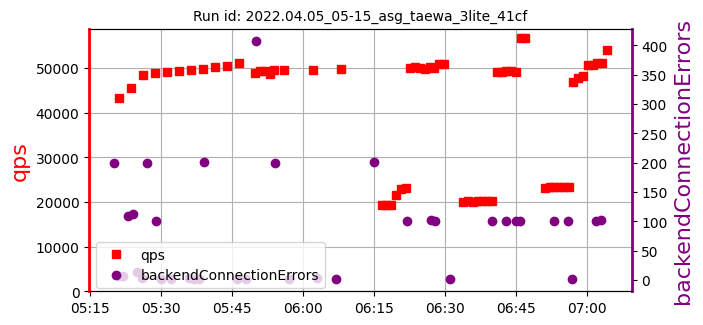 Run id: 2022.04.05_05-15_asg_taewa_3lite_41cf
qps
50000
40000
30000
20000
10000
0
backendConnectionErrors
400
350
300
250
200
150
100
50
0
qps
backendConnectionErrors
05:15 05:30 05:45 06:00 06:15 06:30 06:45 07:00